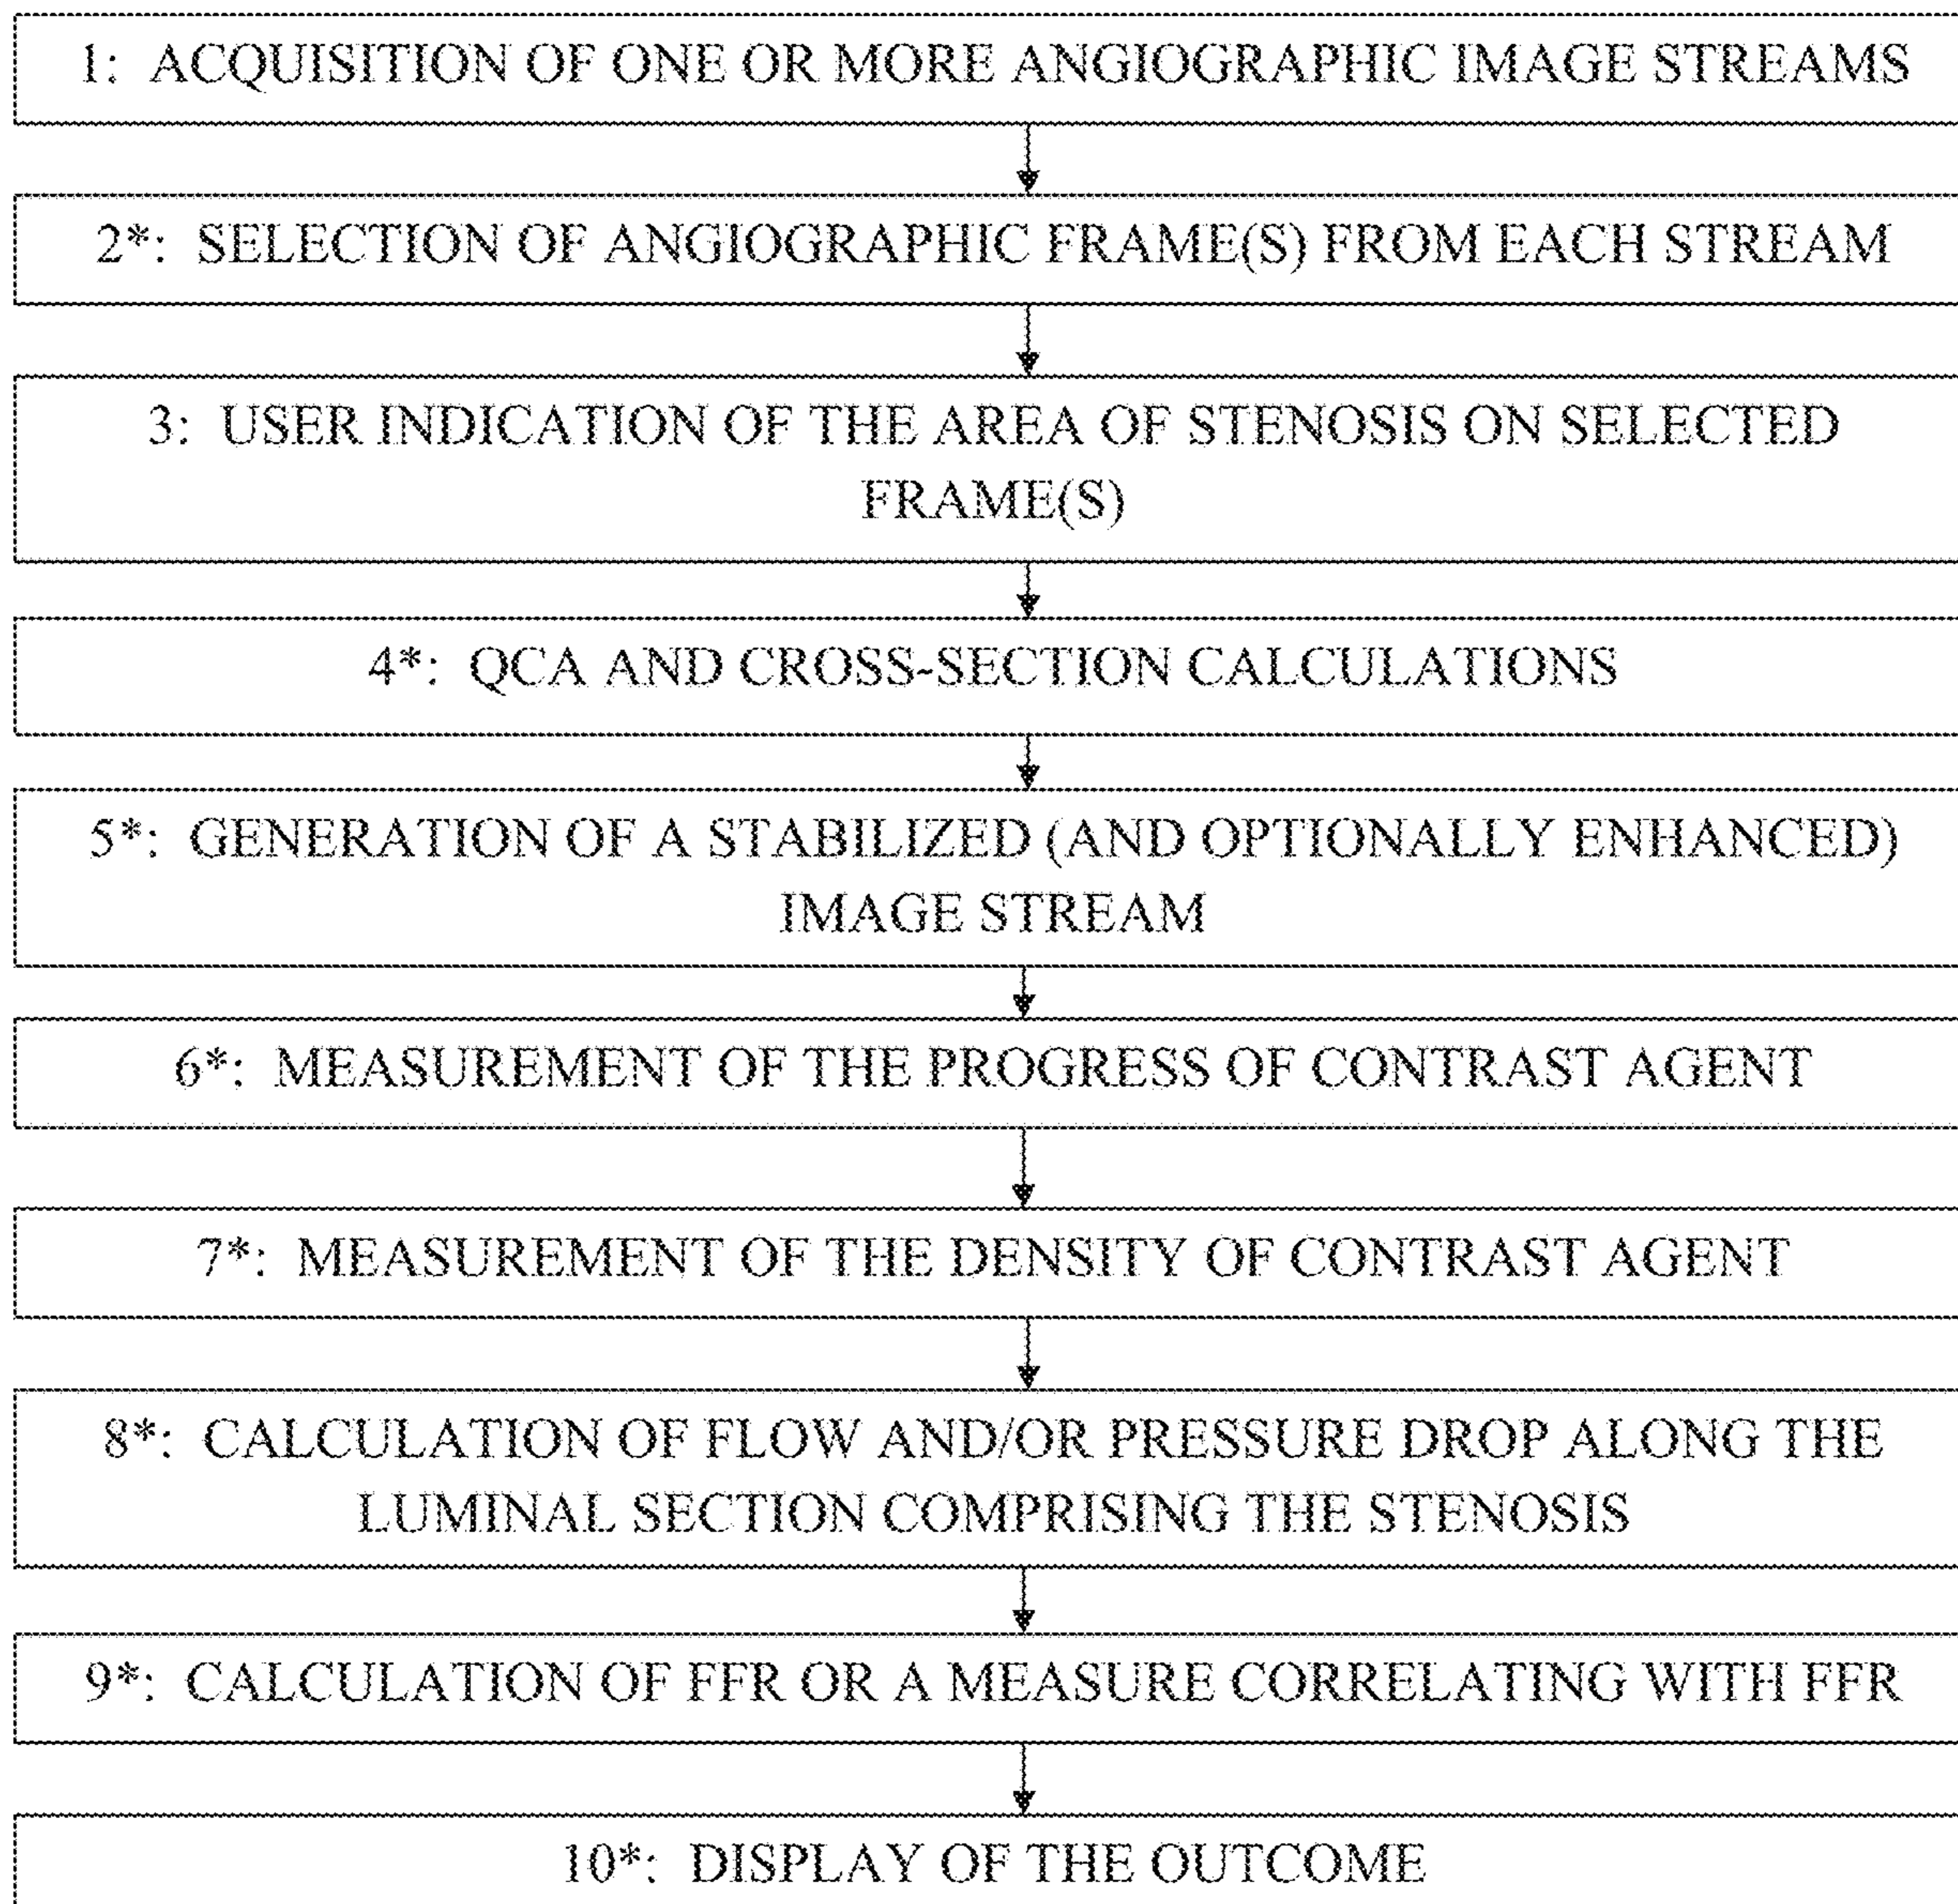 1: ACQUISITION OF ONE OR MORE ANGIOGRAPHIC IMAGE STREAMS
2*: SELECTION OF ANGIOGRAPHIC FRAME(S) FROM EACH STREAM
3: USER INDICATION OF THE AREA OF STENOSIS ON SELECTED
FRAME(S)
4*: QCA AND CROSS-SECTION CALCULATIONS
5*: GENERATION OF A STABILIZED (AND OPTIONALLY ENHANCED)
IMAGE STREAM
6*: MEASUREMENT OF THE PROGRESS OF CONTRAST AGENT
7*: MEASUREMENT OF THE DENSITY OF CONTRAST AGENT
8*: CALCULATION OF FLOW AND/OR PRESSURE DROP ALONG THE
LUMINAL SECTION COMPRISING THE STENOSIS
9*: CALCULATION OF FFR OR A MEASURE CORRELATING WITH FFR
10*: DISPLAY OF THE OUTCOME